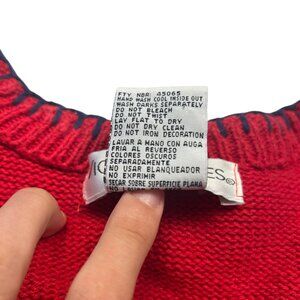 FTY NBR: 45065
HAND WASH COOL INSIDE OUT
WASH DARKS SEPARATELY
DO NOT BLEACH
DO NOT TWIST
LAY FLAT TO DRY
DO NOT DRY CLEAN
DO NOT IRON DECORATION
LAVAR A MANO CON AUGA
FRIA AL REVERSO
COLORES OSCUROS
SEPARADAMENTE
NO USAR BLANQUEADOR
NO EXPRIMIR
SECAR SOBRE SUPERFICIE PLANA